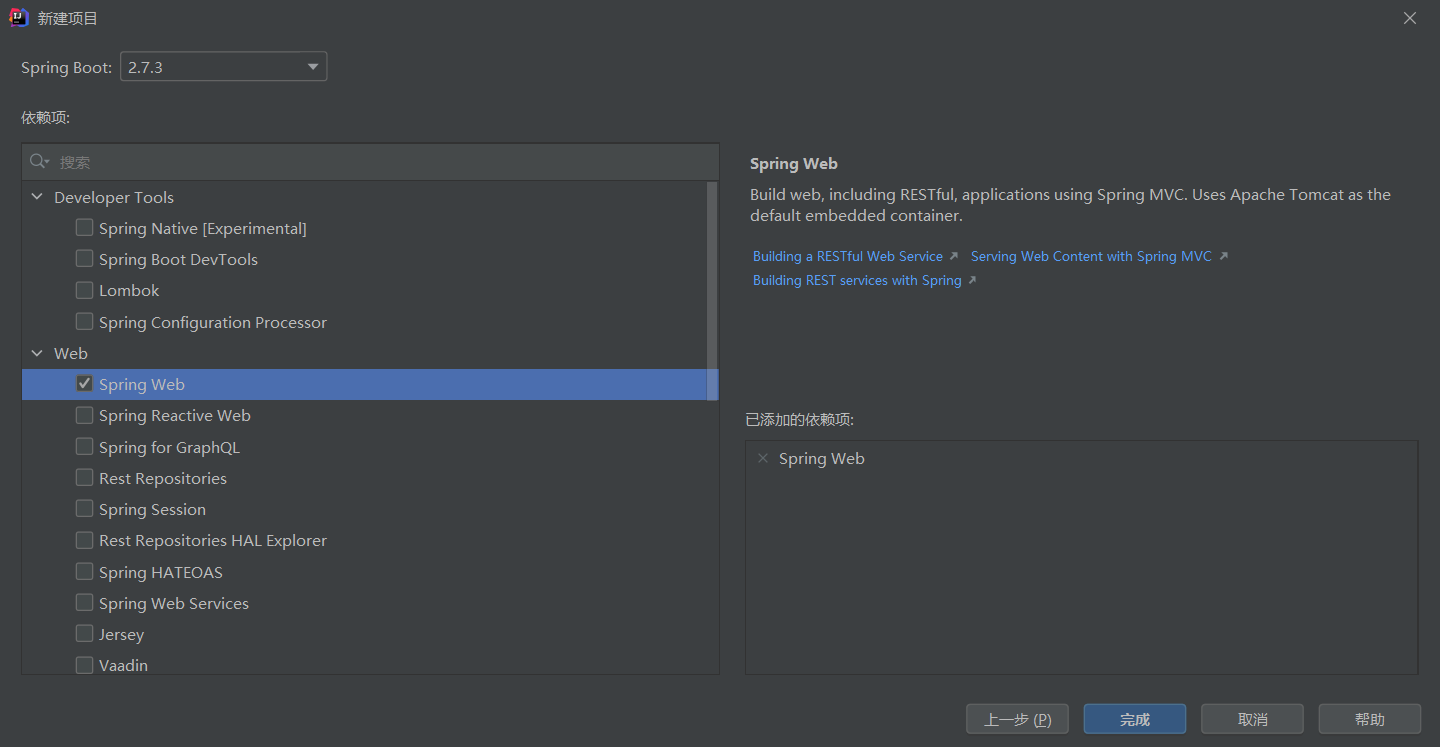 新建项目
Spring Boot: 2.7.3
依赖项:
搜索
Developer Tools
Spring Native [Experimental]
Spring Boot DevTools
Lombok
Spring Configuration Processor
Web
Spring Web
Spring Reactive Web
Spring for GraphQL
Rest Repositories
Spring Session
Rest Repositories HAL Explorer
Spring HATEOAS
Spring Web Services
Jersey
Vaadin
Spring Web
Build web, including RESTful, applications using Spring MVC. Uses Apache Tomcat as the
default embedded container.
Building a RESTful Web Service Serving Web Content with Spring MVC
Building REST services with Spring
已添加的依赖项:
Spring Web
上一步 (P) 完成 取消 帮助